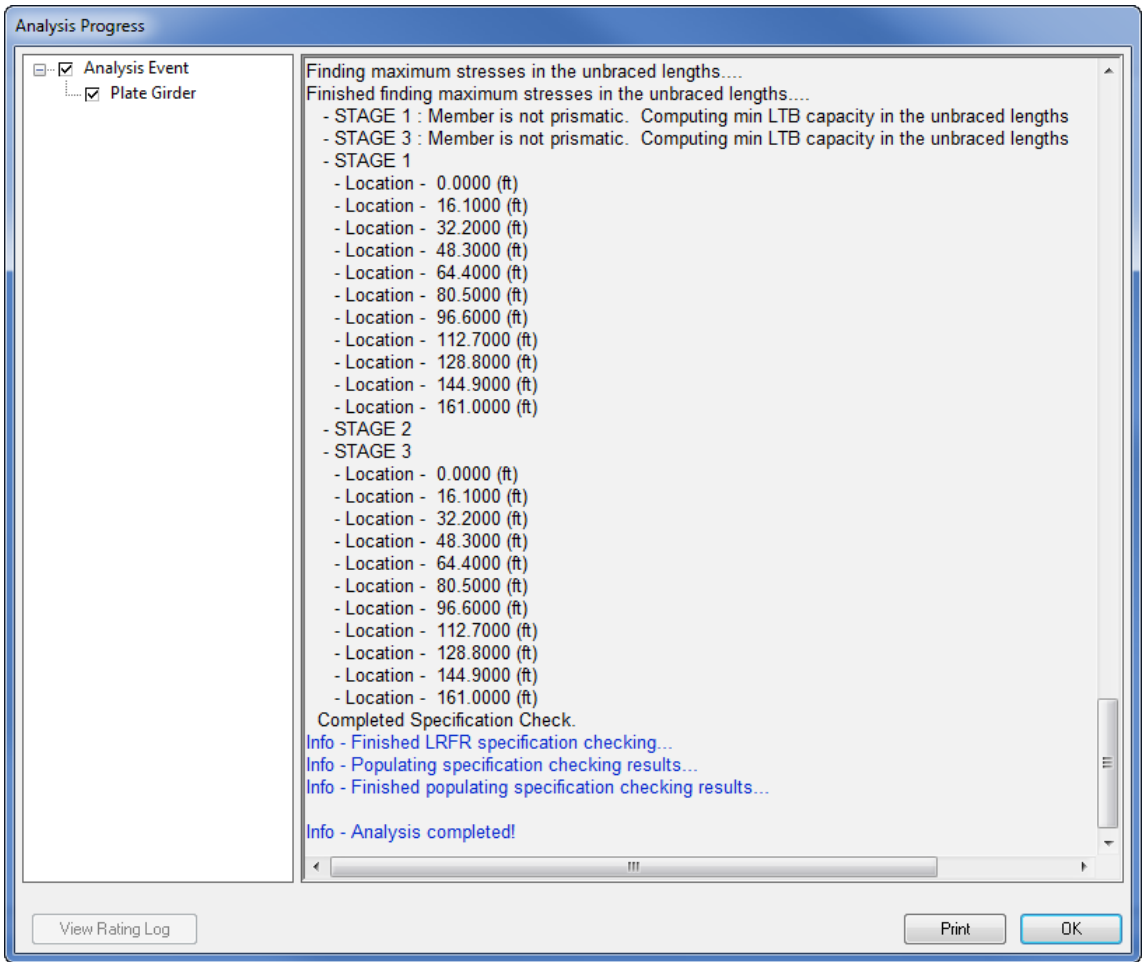 Analysis Progress
Analysis Event
Plate Girder
Finding maximum stresses in the unbraced lengths....
Finished finding maximum stresses in the unbraced lengths....
- STAGE 1 : Member is not prismatic.  Computing min LTB capacity in the unbraced lengths
- STAGE 3 : Member is not prismatic.  Computing min LTB capacity in the unbraced lengths
- STAGE 1
- Location -  0.0000 (ft)
- Location -  16.1000 (ft)
- Location -  32.2000 (ft)
- Location -  48.3000 (ft)
- Location -  64.4000 (ft)
- Location -  80.5000 (ft)
- Location -  96.6000 (ft)
- Location -  112.7000 (ft)
- Location -  128.8000 (ft)
- Location -  144.9000 (ft)
- Location -  161.0000 (ft)
- STAGE 2
- STAGE 3
- Location -  0.0000 (ft)
- Location -  16.1000 (ft)
- Location -  32.2000 (ft)
- Location -  48.3000 (ft)
- Location -  64.4000 (ft)
- Location -  80.5000 (ft)
- Location -  96.6000 (ft)
- Location -  112.7000 (ft)
- Location -  128.8000 (ft)
- Location -  144.9000 (ft)
- Location -  161.0000 (ft)
Completed Specification Check.
Info - Finished LRFR specification checking...
Info - Populating specification checking results...
Info - Finished populating specification checking results...
Info - Analysis completed!
View Rating Log
Print
OK